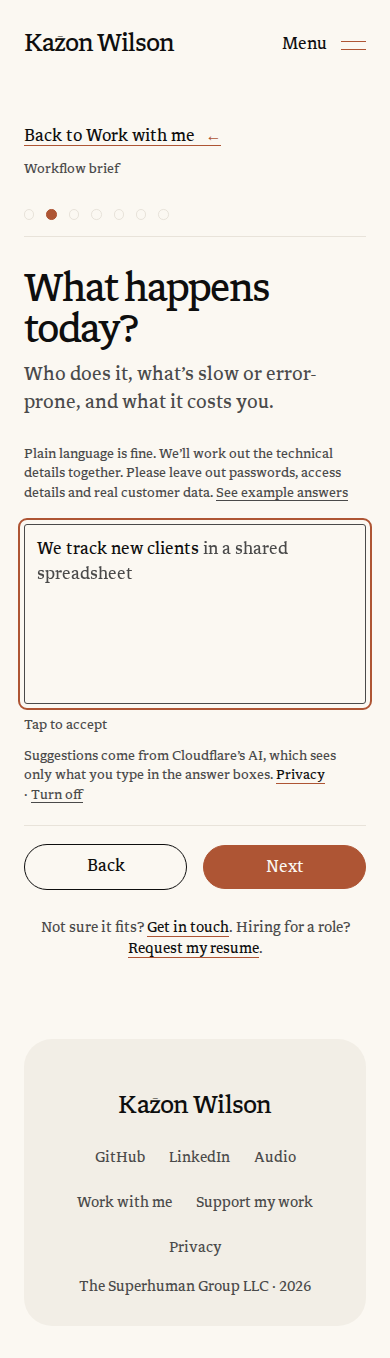 Kažon Wilson
Menu
Back to Work with me ←
Workflow brief
What happens
today?
Who does it, what’s slow or error-
prone, and what it costs you.
Plain language is fine. We’ll work out the technical
details together. Please leave out passwords, access
details and real customer data. See example answers
We track new clients in a shared
spreadsheet
Tap to accept
Suggestions come from Cloudflare’s AI, which sees
only what you type in the answer boxes. Privacy
· Turn off
Back
Next
Not sure it fits? Get in touch. Hiring for a role?
Request my resume.
Kažon Wilson
GitHub LinkedIn Audio
Work with me Support my work
Privacy
The Superhuman Group LLC · 2026